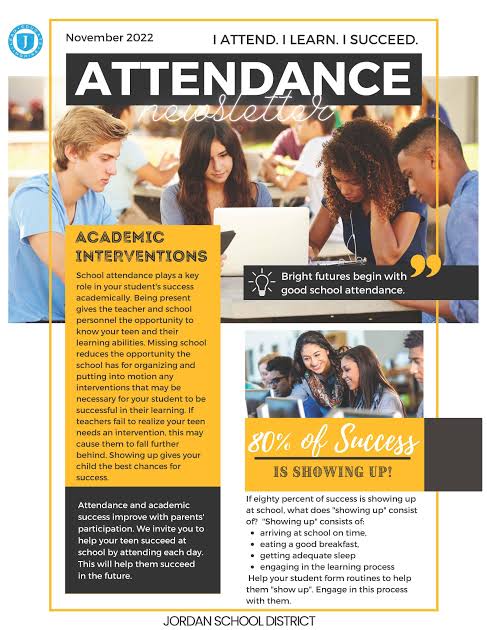 November 2022
I ATTEND. I LEARN. I SUCCEED.
ATTENDANCE
newsletter
ACADEMIC
INTERVENTIONS
School attendance plays a key
role in your student's success
academically. Being present
gives the teacher and school
personnel the opportunity to
know your teen and their
learning abilities. Missing school
reduces the opportunity the
school has for organizing and
putting into motion any
interventions that may be
necessary for your student to be
successful in their learning. If
teachers fail to realize your teen
needs an intervention, this may
cause them to fall further
behind. Showing up gives your
child the best chances for
success.
Attendance and academic
success improve with parents'
participation. We invite you to
help your teen succeed at
school by attending each day.
This will help them succeed
in the future.
Bright futures begin with
good school attendance.
”
80% of Success
IS SHOWING UP!
If eighty percent of success is showing up
at school, what does "showing up" consist
of? "Showing up" consists of:
• arriving at school on time,
• eating a good breakfast,
• getting adequate sleep
• engaging in the learning process
Help your student form routines to help
them "show up". Engage in this process
with them.
JORDAN SCHOOL DISTRICT